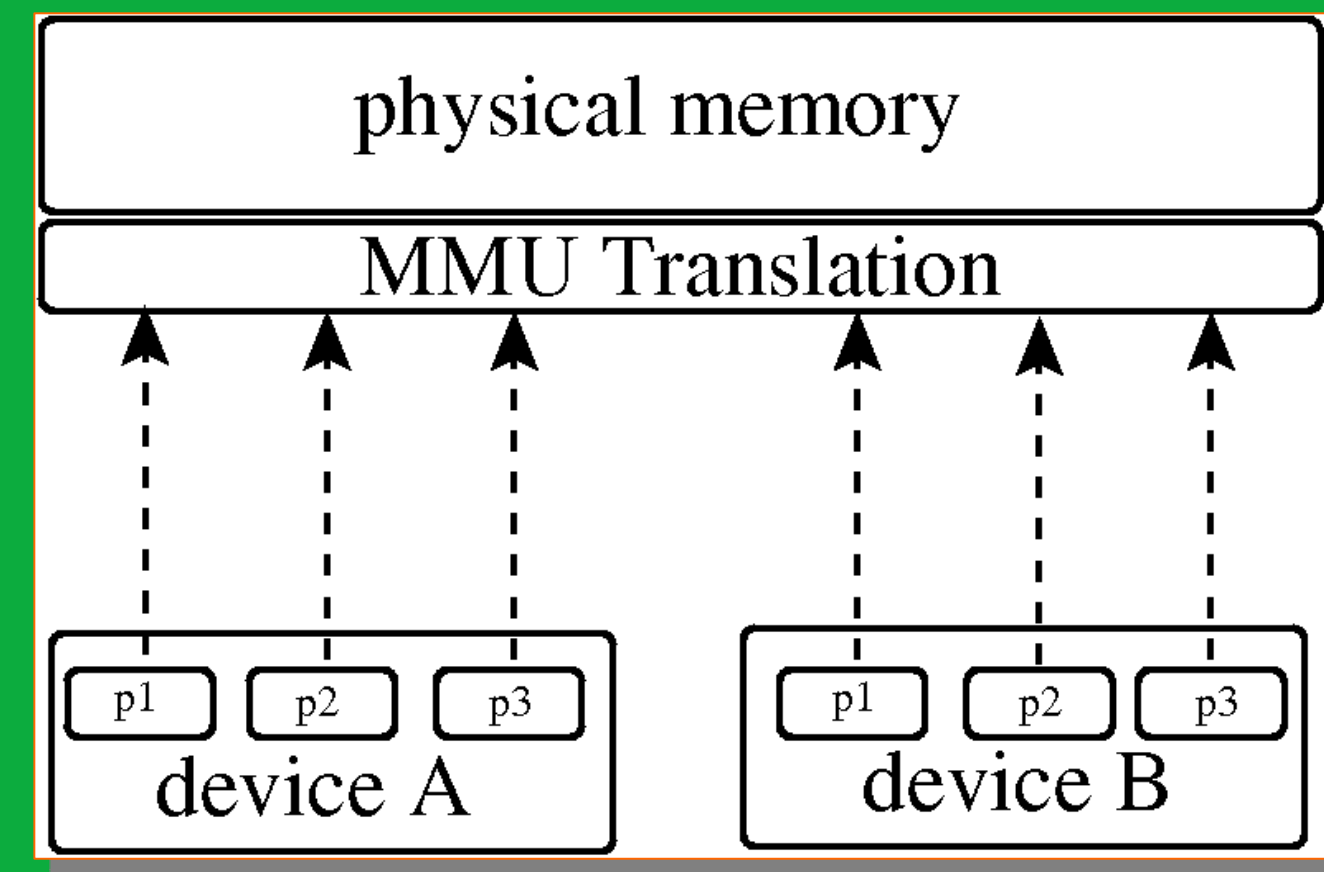 physical memory
MMU Translation
p1 p2 p3
device A
p1 p2 p3
device B